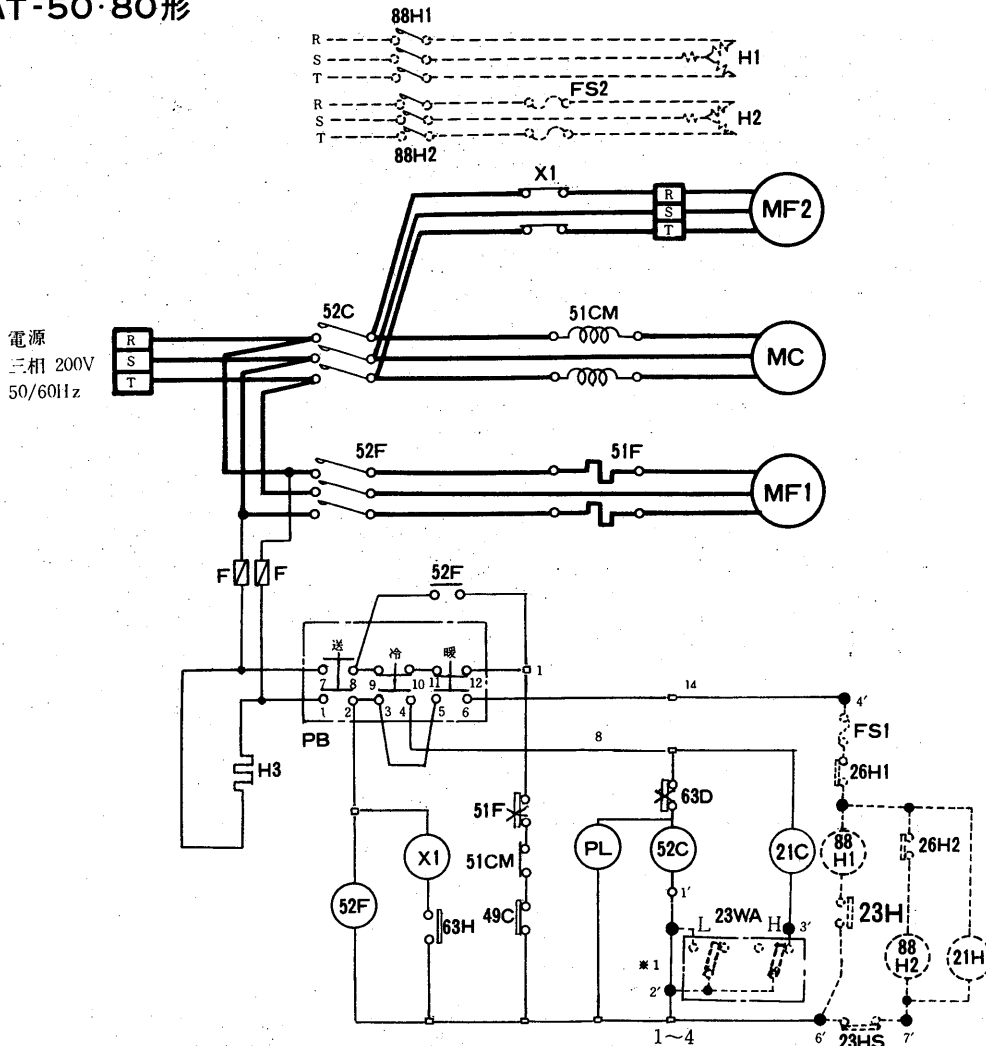 AT-50·80形
88H1
R
S
T
H1
FS2
R
S
T
H2
88H2
X1
R
S
T
MF2
電源
三相 200V
50/60Hz
R
S
T
52C
51CM
MC
52F
51F
MF1
F
F
52F
送
冷
暖
7 8 9 10 11 12
1
1 2 3 4 5 6
14
4'
PB
8
FS1
H3
26H1
51F
63D
X1
51CM
PL
52C
21C
88
H1
26H2
52F
63H
49C
1'
23WA
L
H
3'
23H
※1
2'
88
H2
21H
1~4
6'
23HS
7'